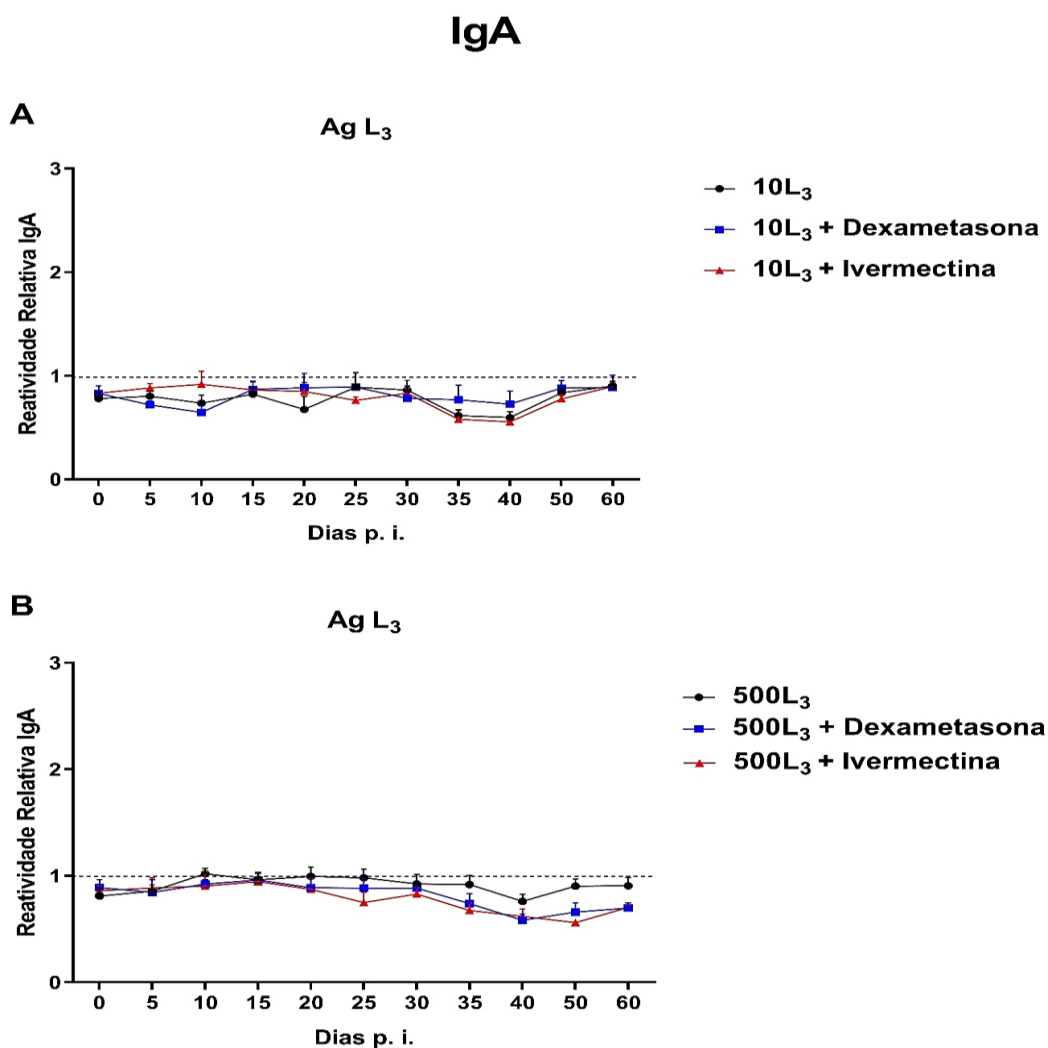 IgA
A
Ag L₃
Reatividade Relativa IgA
3
2
1
0
0 5 10 15 20 25 30 35 40 50 60
Dias p. i.
10L₃
10L₃ + Dexametasona
10L₃ + Ivermectina
B
Ag L₃
Reatividade Relativa IgA
3
2
1
0
0 5 10 15 20 25 30 35 40 50 60
Dias p. i.
500L₃
500L₃ + Dexametasona
500L₃ + Ivermectina